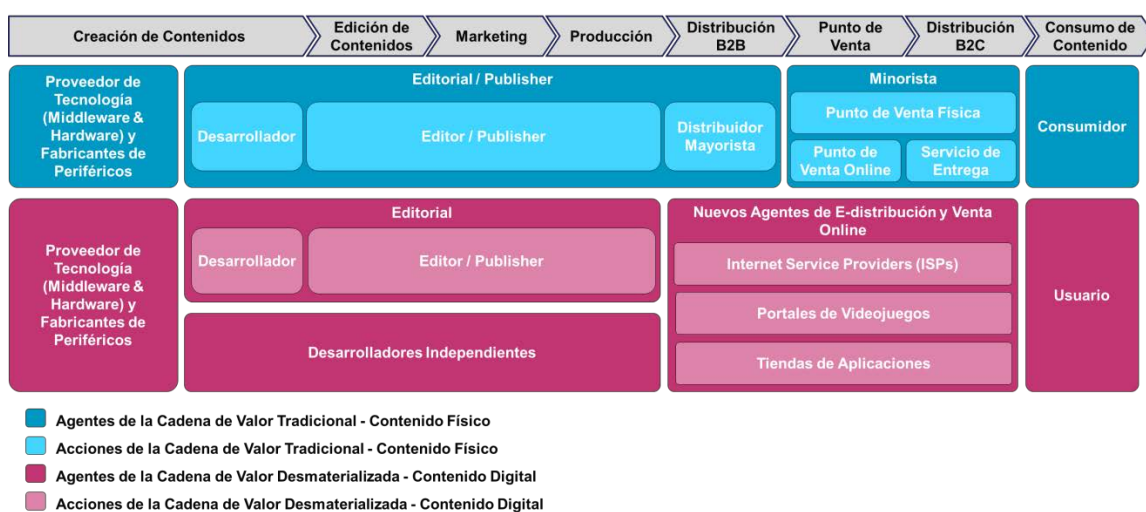 Creación de Contenidos
Edición de
Contenidos
Marketing
Producción
Distribución
B2B
Punto de
Venta
Distribución
B2C
Consumo de
Contenido
Proveedor de
Tecnología
(Middleware &
Hardware) y
Fabricantes de
Periféricos
Editorial / Publisher
Desarrollador
Editor / Publisher
Distribuidor
Mayorista
Minorista
Punto de Venta Física
Punto de
Venta Online
Servicio de
Entrega
Consumidor
Proveedor de
Tecnología
(Middleware &
Hardware) y
Fabricantes de
Periféricos
Editorial
Desarrollador
Editor / Publisher
Desarrolladores Independientes
Nuevos Agentes de E-distribución y Venta
Online
Internet Service Providers (ISPs)
Portales de Videojuegos
Tiendas de Aplicaciones
Usuario
Agentes de la Cadena de Valor Tradicional - Contenido Físico
Acciones de la Cadena de Valor Tradicional - Contenido Físico
Agentes de la Cadena de Valor Desmaterializada - Contenido Digital
Acciones de la Cadena de Valor Desmaterializada - Contenido Digital